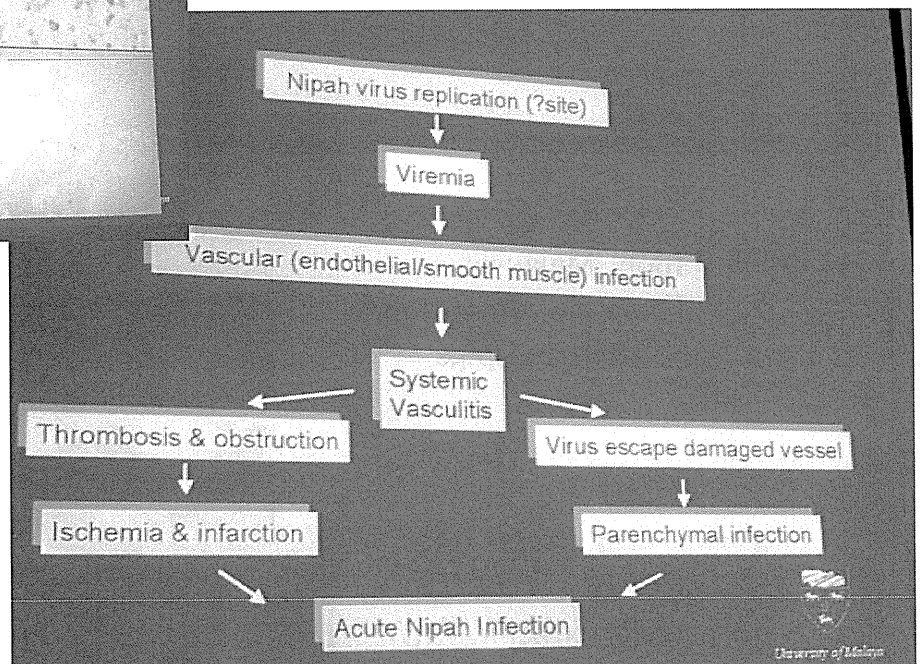 Nipah virus replication (?site)
Viremia
Vascular (endothelial/smooth muscle) infection
Systemic
Vasculitis
Thrombosis & obstruction
Virus escape damaged vessel
Ischemia & infarction
Parenchymal infection
Acute Nipah Infection
University of Malaya